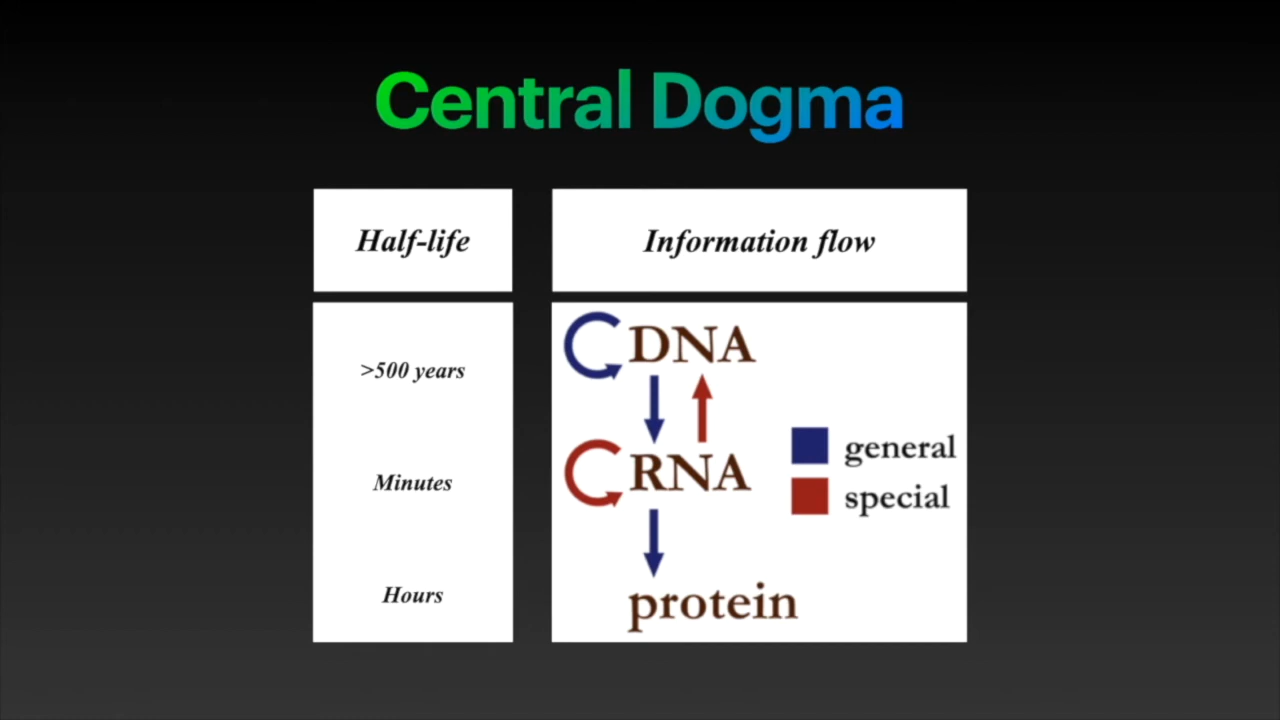 Central Dogma
Half-life
Information flow
>500 years
Minutes
Hours
DNA
RNA
protein
general
special